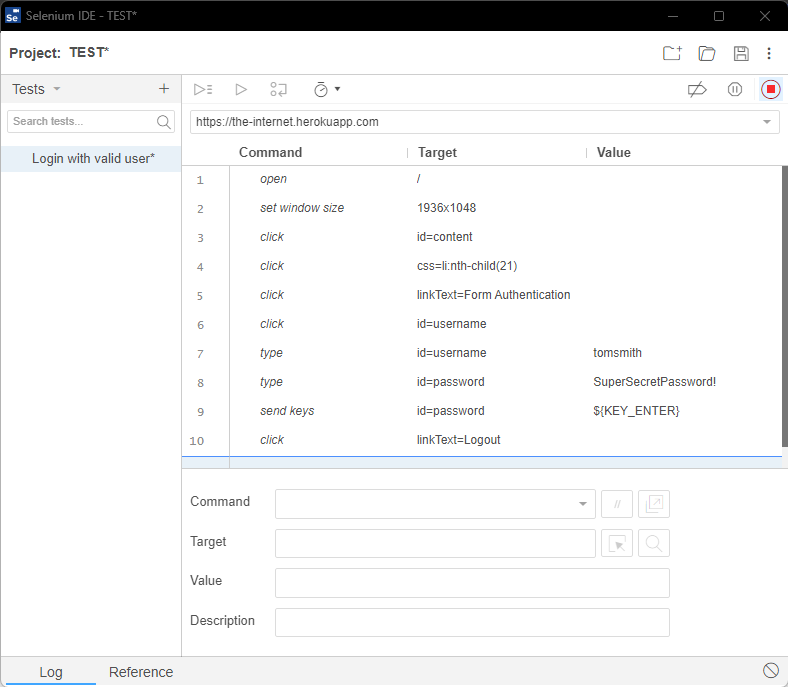 Selenium IDE - TEST*
Project: TEST*
Tests
Search tests...
Login with valid user*
https://the-internet.herokuapp.com
Command Target Value
1 open /
2 set window size 1936x1048
3 click id=content
4 click css=li:nth-child(21)
5 click linkText=Form Authentication
6 click id=username
7 type id=username tomsmith
8 type id=password SuperSecretPassword!
9 send keys id=password ${KEY_ENTER}
10 click linkText=Logout
Command
//
Target
Value
Description
Log Reference